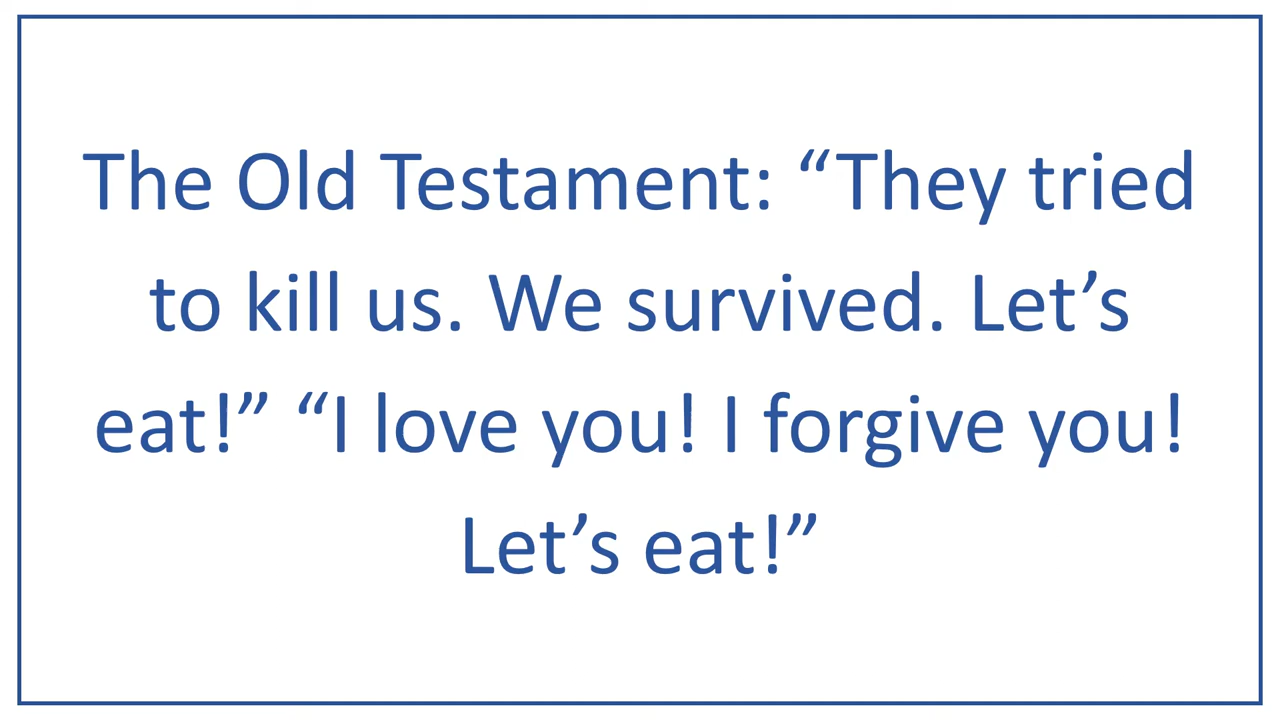 The Old Testament: “They tried
to kill us. We survived. Let’s
eat!” “I love you! I forgive you!
Let’s eat!”